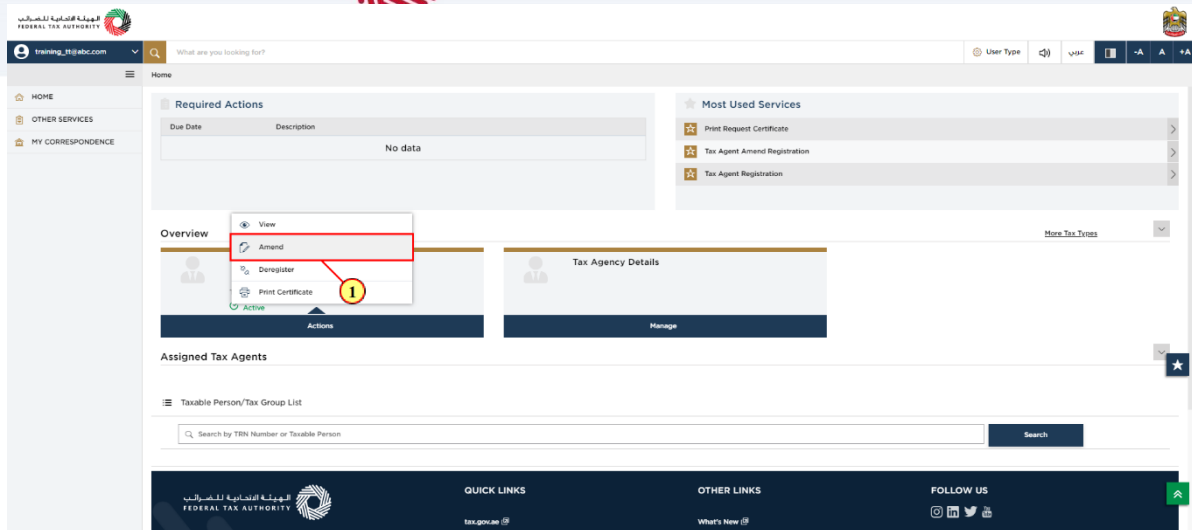 الهيئة الاتحادية للضرائب
FEDERAL TAX AUTHORITY
training_tt@abc.com
What are you looking for?
User Type
عربي
-A A +A
Home
HOME
OTHER SERVICES
MY CORRESPONDENCE
Required Actions
Due Date Description
No data
Most Used Services
Print Request Certificate
Tax Agent Amend Registration
Tax Agent Registration
Overview
More Tax Types
View
Amend
Deregister
Print Certificate
1
Active
Actions
Tax Agency Details
Manage
Assigned Tax Agents
Taxable Person/Tax Group List
Search by TRN Number or Taxable Person
Search
الهيئة الاتحادية للضرائب
FEDERAL TAX AUTHORITY
QUICK LINKS
tax.gov.ae
OTHER LINKS
What's New
FOLLOW US